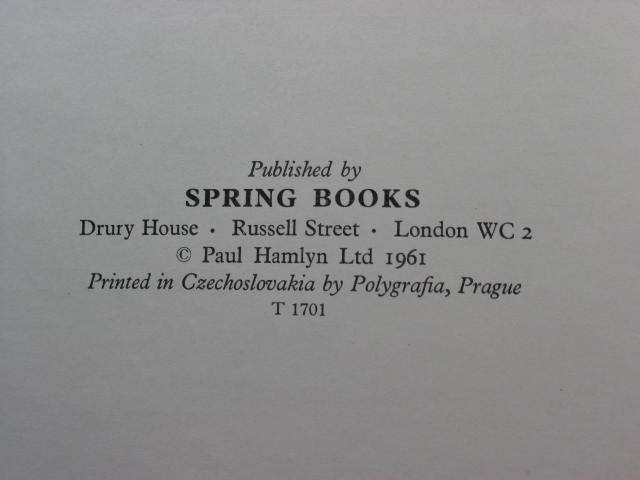 Published by
SPRING BOOKS
Drury House · Russell Street · London WC 2
© Paul Hamlyn Ltd 1961
Printed in Czechoslovakia by Polygrafia, Prague
T 1701